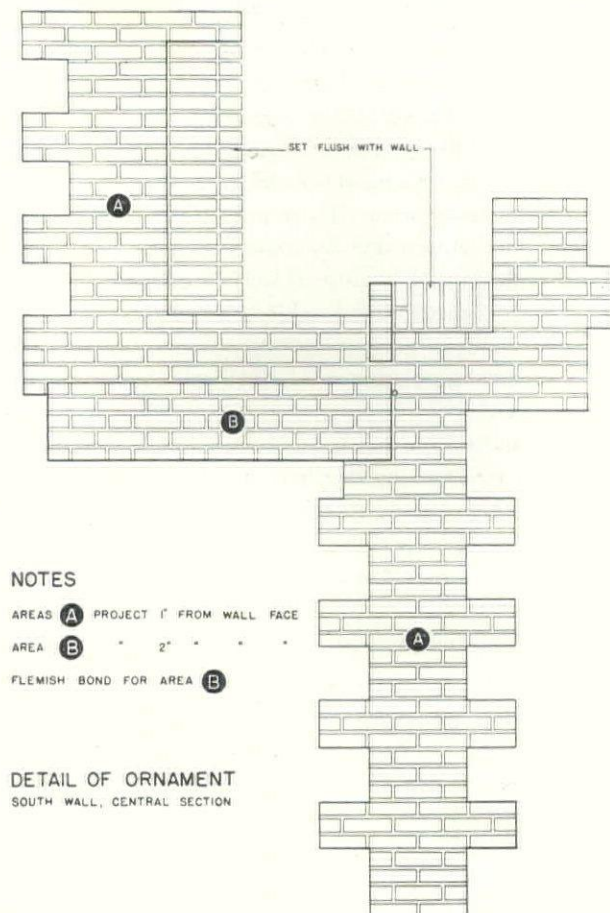 SET FLUSH WITH WALL
A
B
A
NOTES
AREAS A PROJECT 1" FROM WALL FACE
AREA B " 2" " " "
FLEMISH BOND FOR AREA B
DETAIL OF ORNAMENT
SOUTH WALL, CENTRAL SECTION